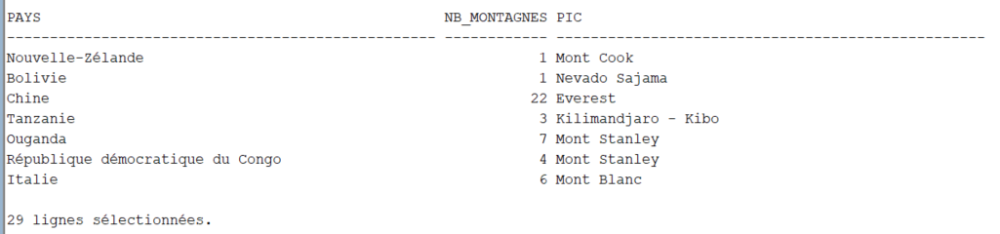 PAYS NB_MONTAGNES PIC
------------------------------------------------- ------------ --------------------------------------------------
Nouvelle-Zélande 1 Mont Cook
Bolivie 1 Nevado Sajama
Chine 22 Everest
Tanzanie 3 Kilimandjaro - Kibo
Ouganda 7 Mont Stanley
République démocratique du Congo 4 Mont Stanley
Italie 6 Mont Blanc
29 lignes sélectionnées.